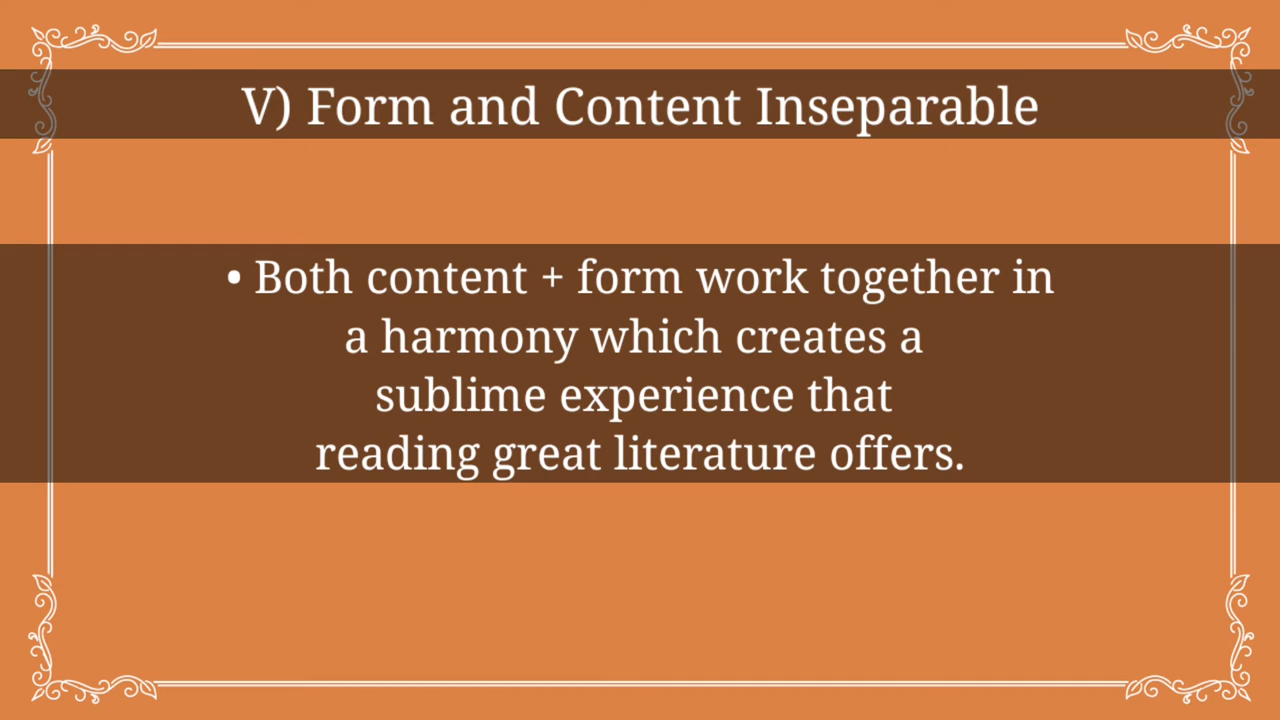 V) Form and Content Inseparable
• Both content + form work together in
a harmony which creates a
sublime experience that
reading great literature offers.